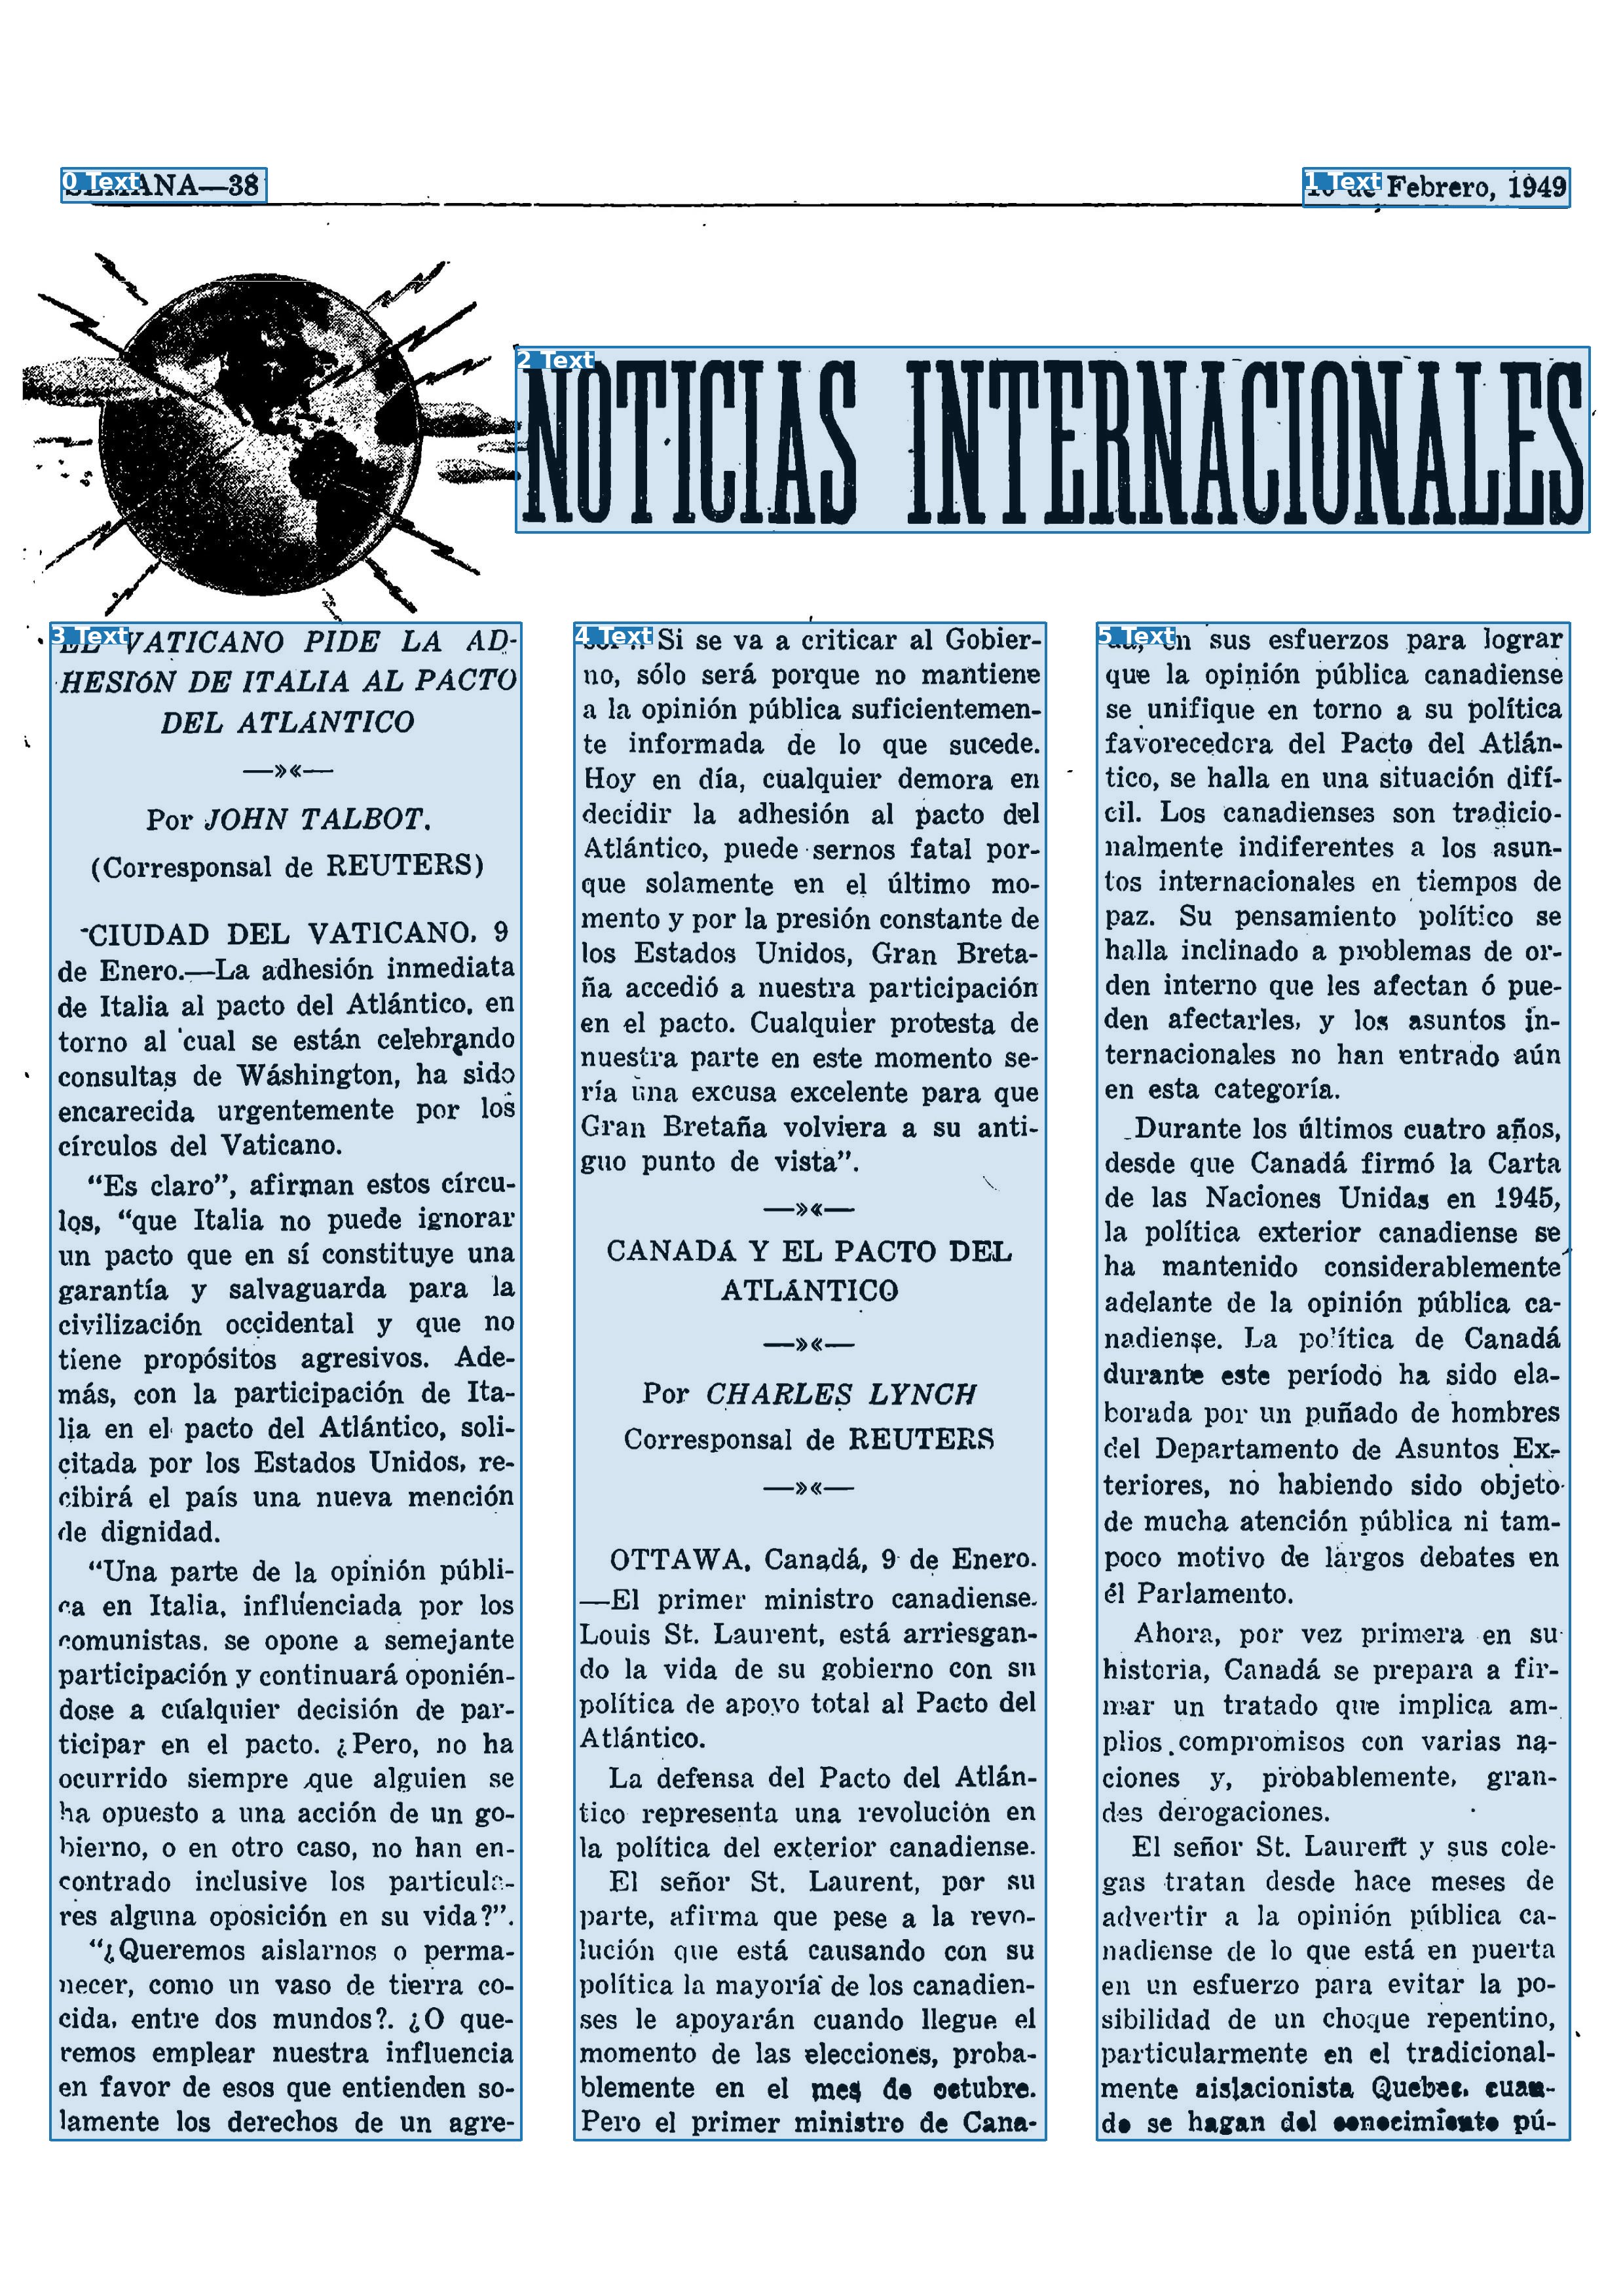 SEMANA—38
10 de Febrero, 1949
NOTICIAS INTERNACIONALES
EL VATICANO PIDE LA AD-
HESIÓN DE ITALIA AL PACTO
DEL ATLÁNTICO
—»«—
Por JOHN TALBOT.
(Corresponsal de REUTERS)
CIUDAD DEL VATICANO, 9
de Enero.—La adhesión inmediata
de Italia al pacto del Atlántico, en
torno al cual se están celebrando
consultas de Wáshington, ha sido
encarecida urgentemente por los
círculos del Vaticano.
“Es claro”, afirman estos círcu-
los, “que Italia no puede ignorar
un pacto que en sí constituye una
garantía y salvaguarda para la
civilización occidental y que no
tiene propósitos agresivos. Ade-
más, con la participación de Ita-
lia en el pacto del Atlántico, soli-
citada por los Estados Unidos, re-
cibirá el país una nueva mención
de dignidad.
“Una parte de la opinión públi-
ca en Italia, influenciada por los
comunistas, se opone a semejante
participación y continuará oponién-
dose a cualquier decisión de par-
ticipar en el pacto. ¿Pero, no ha
ocurrido siempre que alguien se
ha opuesto a una acción de un go-
bierno, o en otro caso, no han en-
contrado inclusive los particula-
res alguna oposición en su vida?”.
“¿Queremos aislarnos o perma-
necer, como un vaso de tierra co-
cida, entre dos mundos?. ¿O que-
remos emplear nuestra influencia
en favor de esos que entienden so-
lamente los derechos de un agre-
Si se va a criticar al Gobier-
no, sólo será porque no mantiene
a la opinión pública suficientemen-
te informada de lo que sucede.
Hoy en día, cualquier demora en
decidir la adhesión al pacto del
Atlántico, puede sernos fatal por-
que solamente en el último mo-
mento y por la presión constante de
los Estados Unidos, Gran Breta-
ña accedió a nuestra participación
en el pacto. Cualquier protesta de
nuestra parte en este momento se-
ría una excusa excelente para que
Gran Bretaña volviera a su anti-
guo punto de vista”.
—»«—
CANADÁ Y EL PACTO DEL
ATLÁNTICO
—»«—
Por CHARLES LYNCH
Corresponsal de REUTERS
—»«—
OTTAWA, Canadá, 9 de Enero.
—El primer ministro canadiense.
Louis St. Laurent, está arriesgan-
do la vida de su gobierno con su
política de apoyo total al Pacto del
Atlántico.
La defensa del Pacto del Atlán-
tico representa una revolución en
la política del exterior canadiense.
El señor St. Laurent, por su
parte, afirma que pese a la revo-
lución que está causando con su
política la mayoría de los canadien-
ses le apoyarán cuando llegue el
momento de las elecciones, proba-
blemente en el mes de octubre.
Pero el primer ministro de Cana-
en sus esfuerzos para lograr
que la opinión pública canadiense
se unifique en torno a su política
favorecedora del Pacto del Atlán-
tico, se halla en una situación difí-
cil. Los canadienses son tradicio-
nalmente indiferentes a los asun-
tos internacionales en tiempos de
paz. Su pensamiento político se
halla inclinado a problemas de or-
den interno que les afectan ó pue-
den afectarles, y los asuntos in-
ternacionales no han entrado aún
en esta categoría.
Durante los últimos cuatro años,
desde que Canadá firmó la Carta
de las Naciones Unidas en 1945,
la política exterior canadiense se
ha mantenido considerablemente
adelante de la opinión pública ca-
nadiense. La política de Canadá
durante este período ha sido ela-
borada por un puñado de hombres
del Departamento de Asuntos Ex-
teriores, no habiendo sido objeto
de mucha atención pública ni tam-
poco motivo de largos debates en
él Parlamento.
Ahora, por vez primera en su
historia, Canadá se prepara a fir-
mar un tratado que implica am-
plios compromisos con varias na-
ciones y, probablemente, gran-
des derogaciones.
El señor St. Laurent y sus cole-
gas tratan desde hace meses de
advertir a la opinión pública ca-
nadiense de lo que está en puerta
en un esfuerzo para evitar la po-
sibilidad de un choque repentino,
particularmente en el tradicional-
mente aislacionista Quebec, cuan-
do se hagan del conocimiento pú-
0 Text
1 Text
2 Text
3 Text
4 Text
5 Text